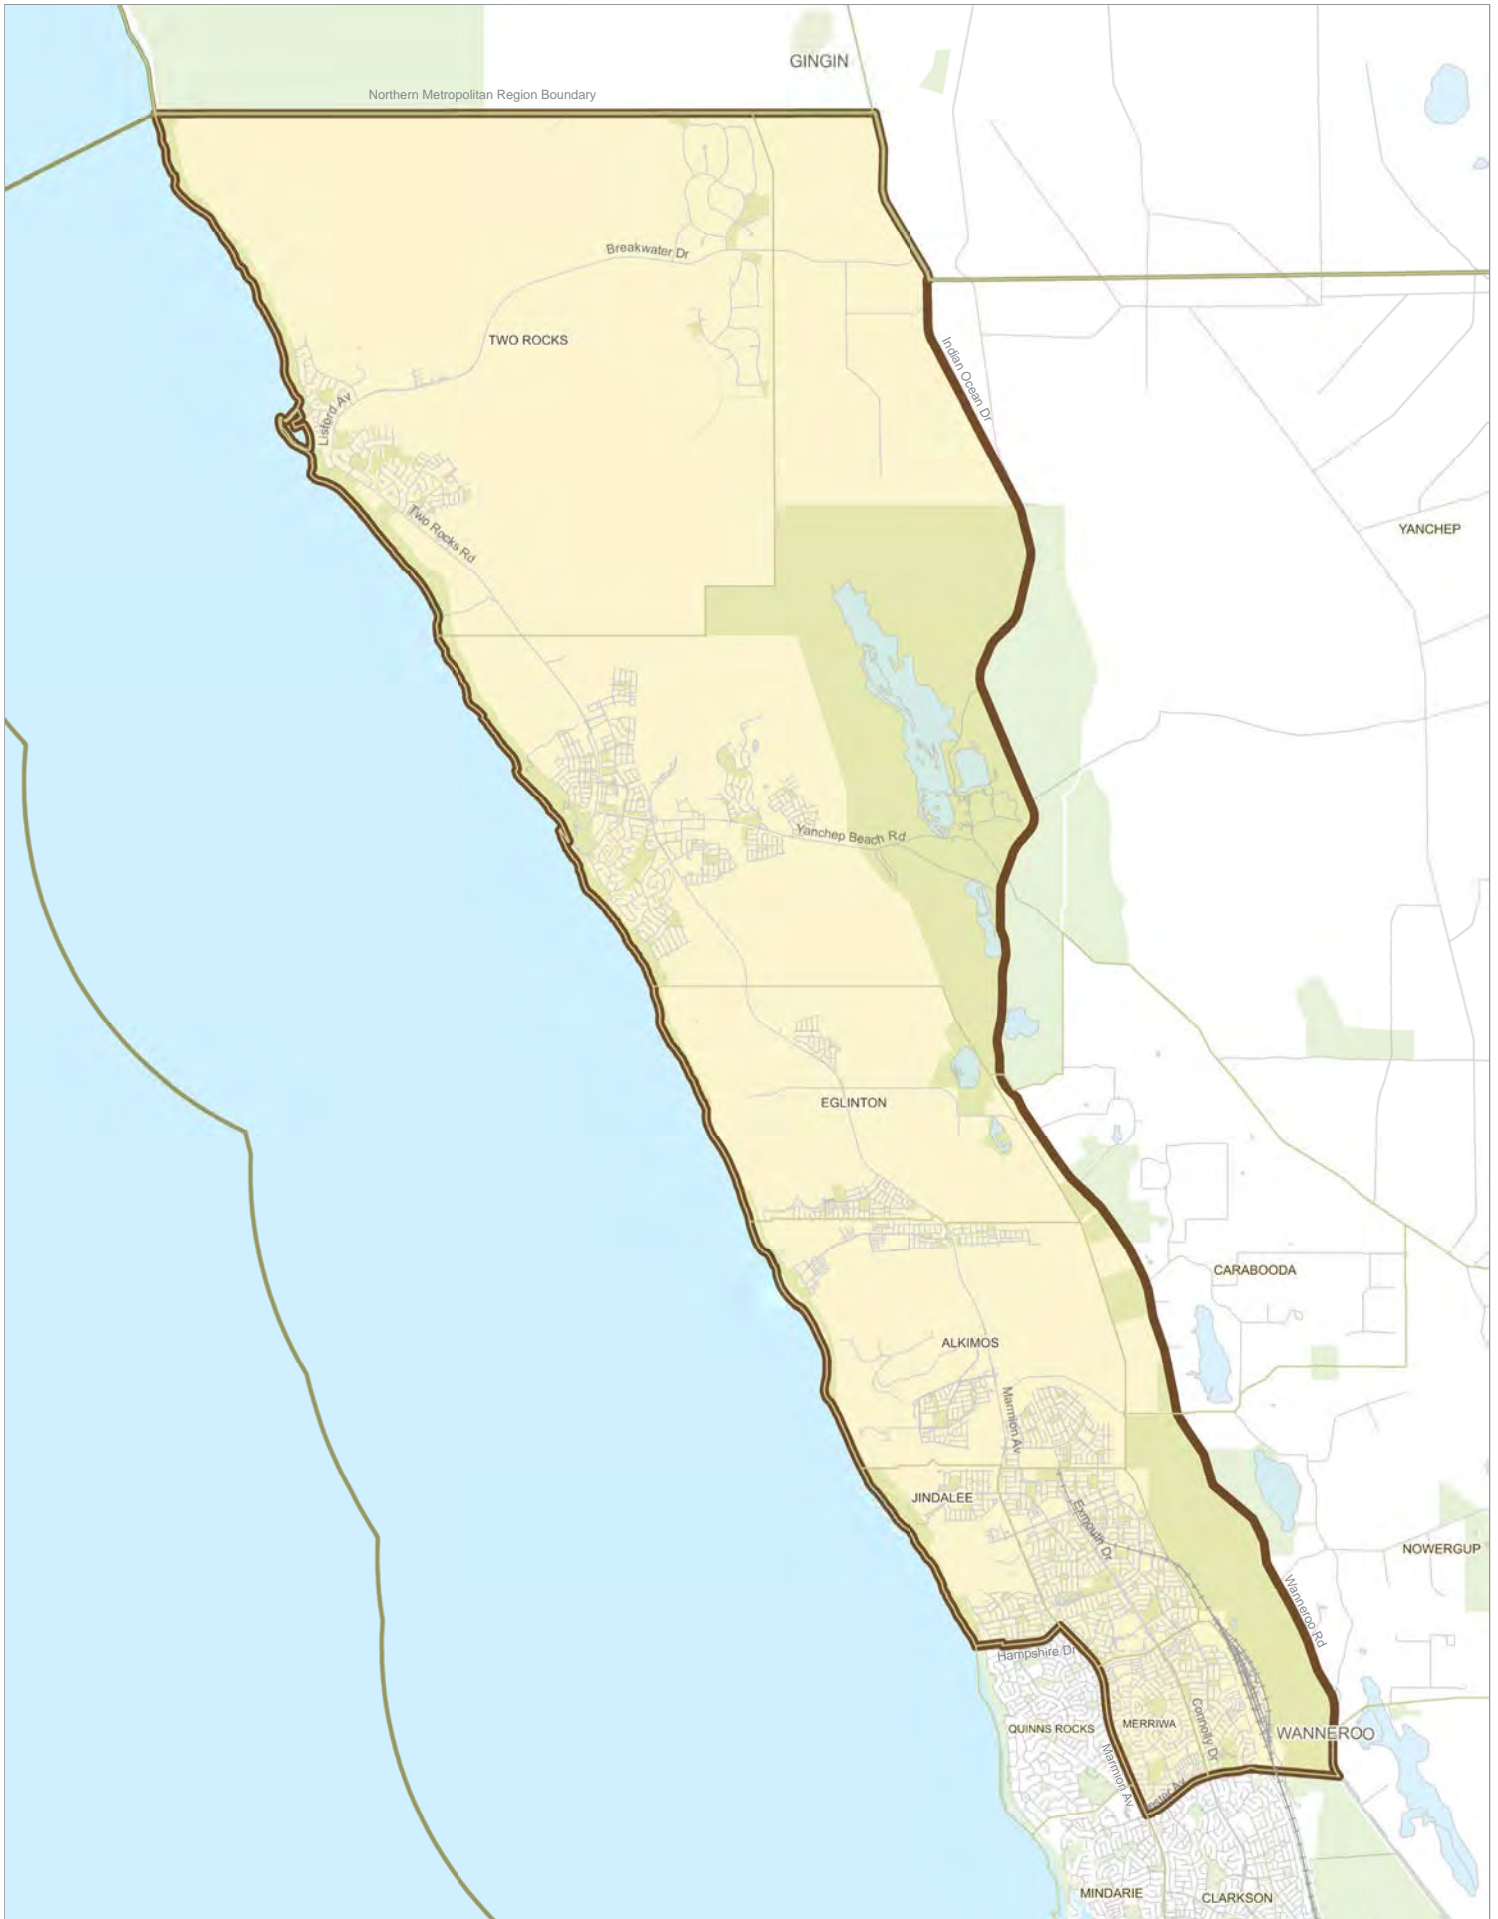 GINGIN
Northern Metropolitan Region Boundary
Breakwater Dr
TWO ROCKS
Indian Ocean Dr
Lisford Av
Two Rocks Rd
YANCHEP
Yanchep Beach Rd
EGLINTON
CARABOODA
ALKIMOS
Marmion Av
JINDALEE
Exmouth Dr
NOWERGUP
Wanneroo Rd
Hampshire Dr
QUINNS ROCKS
MERRIWA
Connolly Dr
WANNEROO
Marmion Av
Av
MINDARIE
CLARKSON